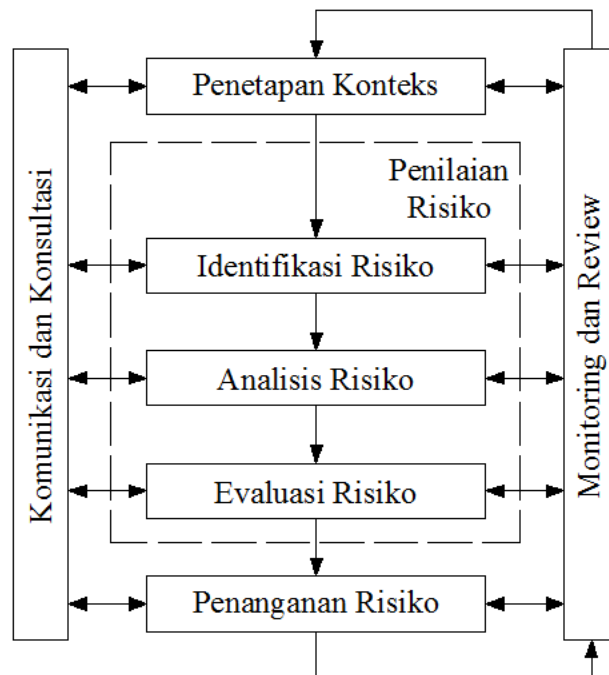 Penetapan Konteks
Penilaian
Risiko
Identifikasi Risiko
Analisis Risiko
Evaluasi Risiko
Penanganan Risiko
Komunikasi dan Konsultasi
Monitoring dan Review